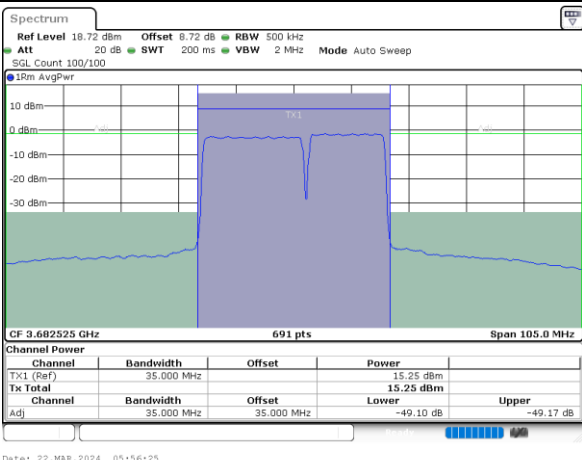 Spectrum
Ref Level 18.72 dBm Offset 8.72 dB RBW 500 kHz
Att 20 dB SWT 200 ms VBW 2 MHz Mode Auto Sweep
SGL Count 100/100
1Rm AvgPwr
10 dBm
TX1
0 dBm
Adj
Adj
-10 dBm
-20 dBm
-30 dBm
CF 3.682525 GHz 691 pts Span 105.0 MHz
Channel Power
Channel Bandwidth Offset Power
TX1 (Ref) 35.000 MHz 15.25 dBm
Tx Total 15.25 dBm
Channel Bandwidth Offset Lower Upper
Adj 35.000 MHz 35.000 MHz -49.10 dB -49.17 dB
Ready
Date: 22.MAR.2024 05:56:25